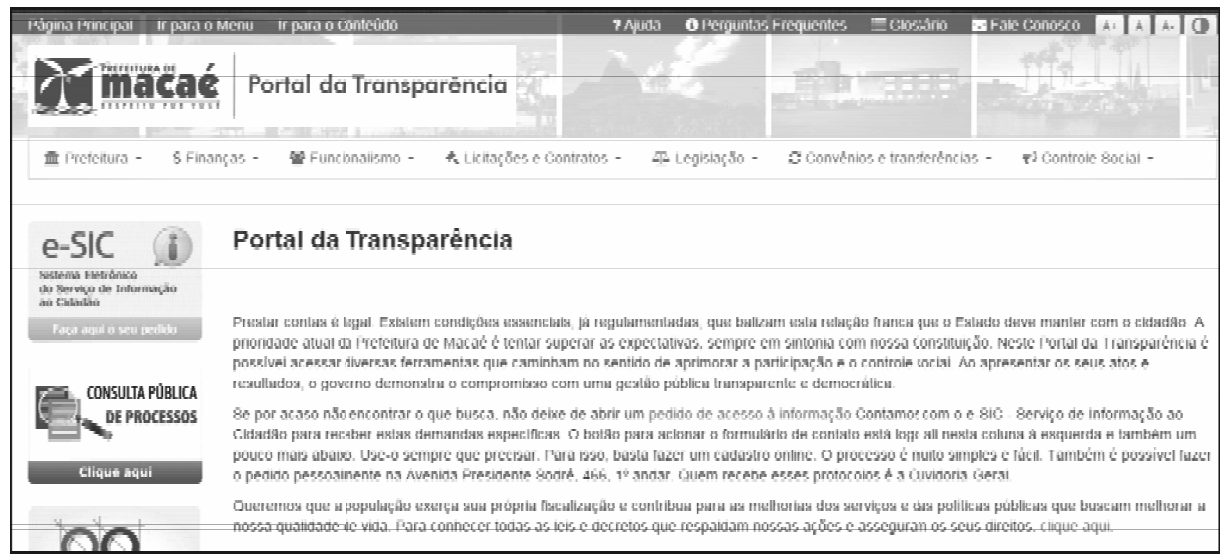 Página Principal Ir para o Menu Ir para o Conteúdo ? Ajuda Perguntas Frequentes Glossário Fale Conosco A+ A A-
PREFEITURA DE
macaé
RESPEITO POR VOCÊ
Portal da Transparência
Prefeitura $ Finanças Funcionalismo Licitações e Contratos Legislação Convênios e transferências Controle Social
e-SIC
Sistema Eletrônico
do Serviço de Informação
ao Cidadão
Faça aqui o seu pedido
CONSULTA PÚBLICA
DE PROCESSOS
Clique aqui
Portal da Transparência
Prestar contas é legal. Existem condições essenciais, já regulamentadas, que balizam esta relação franca que o Estado deve manter com o cidadão. A
prioridade atual da Prefeitura de Macaé é tentar superar as expectativas, sempre em sintonia com nossa constituição. Neste Portal da Transparência é
possível acessar diversas ferramentas que caminham no sentido de aprimorar a participação e o controle social. Ao apresentar os seus atos e
resultados, o governo demonstra o compromisso com uma gestão pública transparente e democrática.
Se por acaso não encontrar o que busca, não deixe de abrir um pedido de acesso à informação Contamos com o e-SIC - Serviço de Informação ao
Cidadão para receber estas demandas específicas. O botão para acionar o formulário de contato está logo ali nesta coluna à esquerda e também um
pouco mais abaixo. Use-o sempre que precisar. Para isso, basta fazer um cadastro online. O processo é muito simples e fácil. Também é possível fazer
o pedido pessoalmente na Avenida Presidente Sodré, 466, 1º andar. Quem recebe esses protocolos é a Ouvidoria Geral.
Queremos que a população exerça sua própria fiscalização e contribua para as melhorias dos serviços e das políticas públicas que buscam melhorar a
nossa qualidade de vida. Para conhecer todas as leis e decretos que respaldam nossas ações e asseguram os seus direitos, clique aqui.